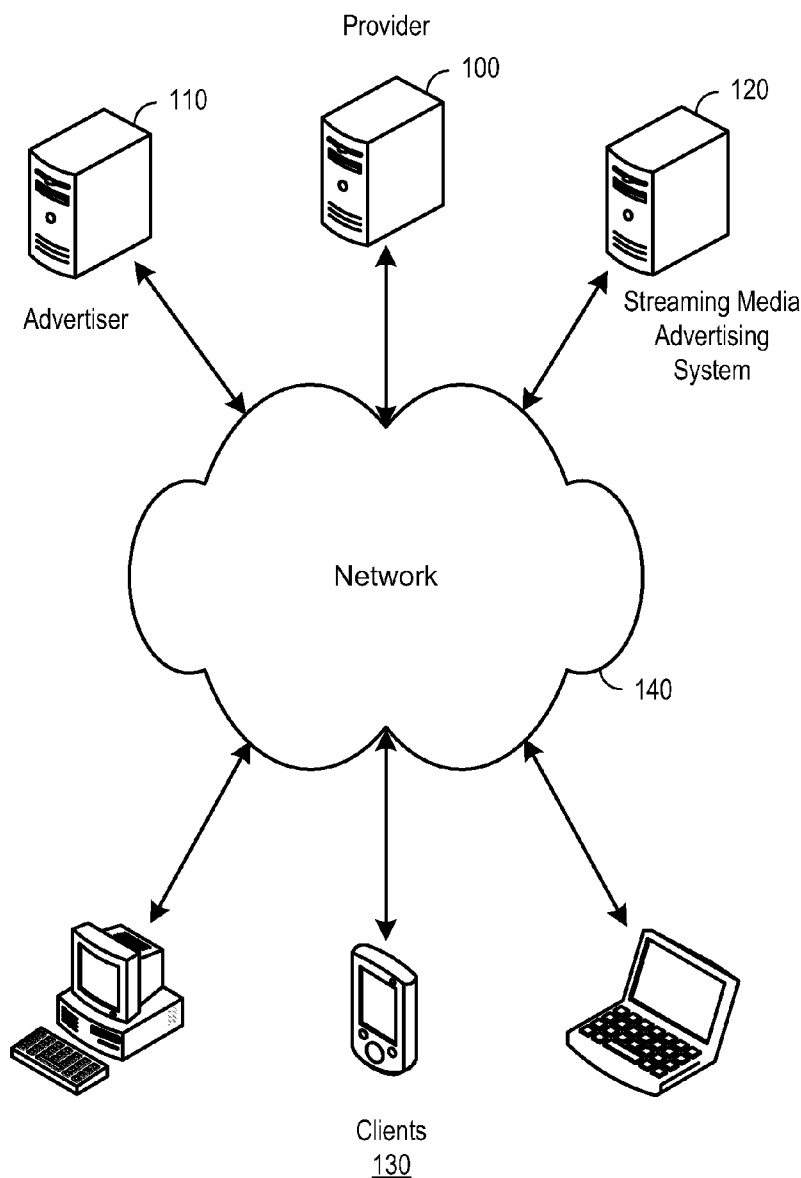 Provider
100
110
120
Advertiser
Streaming Media
Advertising
System
Network
140
Clients
130